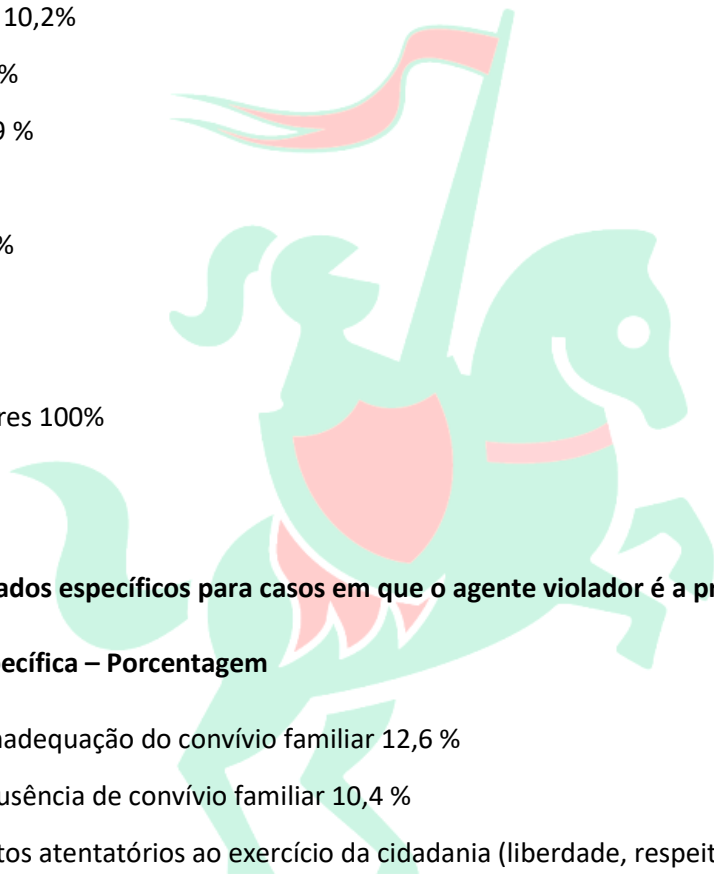 10,2%
%
9 %
%
res 100%
ados específicos para casos em que o agente violador é a pr
ecífica – Porcentagem
nadequação do convívio familiar 12,6 %
usência de convívio familiar 10,4 %
tos atentatórios ao exercício da cidadania (liberdade, respeit